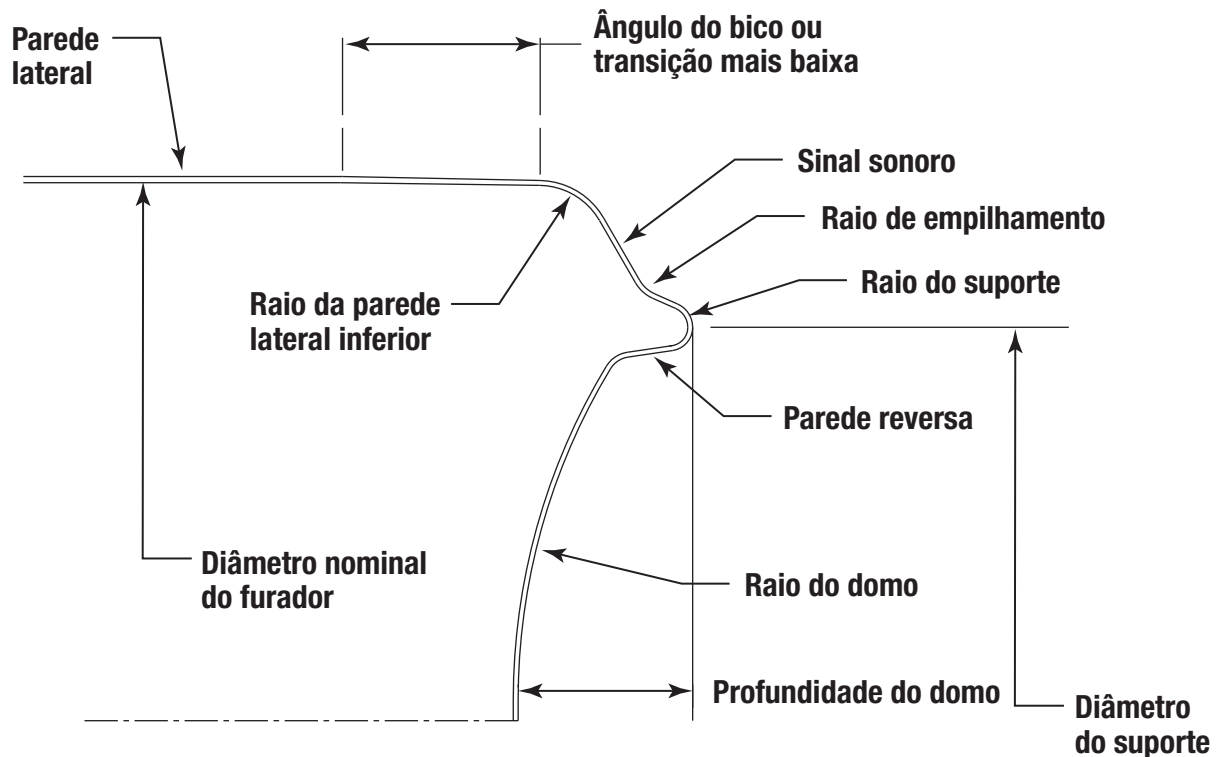 Parede
lateral
Ângulo do bico ou
transição mais baixa
Sinal sonoro
Raio de empilhamento
Raio do suporte
Raio da parede
lateral inferior
Parede reversa
Diâmetro nominal
do furador
Raio do domo
Profundidade do domo
Diâmetro
do suporte